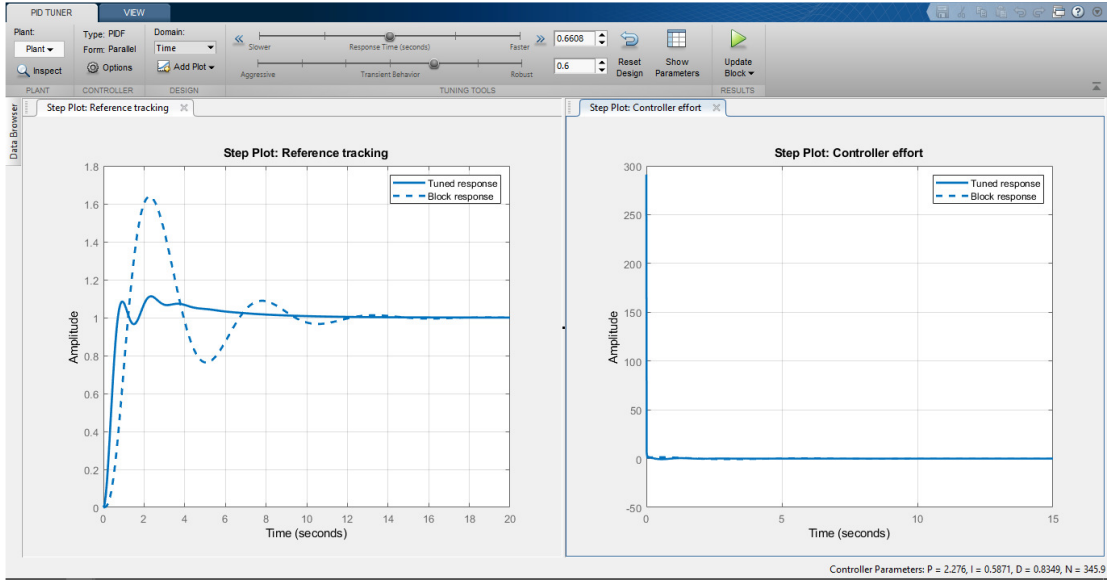 PID TUNER VIEW
Plant: Type: PIDF Domain:
Plant Form: Parallel Time Slower Response Time (seconds) Faster 0.6608
Inspect Options Add Plot Aggressive Transient Behavior Robust 0.6 Reset Design Show Parameters Update Block
PLANT CONTROLLER DESIGN TUNING TOOLS RESULTS
Data Browser
Step Plot: Reference tracking
Step Plot: Reference tracking
Tuned response
Block response
1.8
1.6
1.4
1.2
1
0.8
0.6
0.4
0.2
0
Amplitude
0 2 4 6 8 10 12 14 16 18 20
Time (seconds)
Step Plot: Controller effort
Step Plot: Controller effort
Tuned response
Block response
300
250
200
150
100
50
0
-50
Amplitude
0 5 10 15
Time (seconds)
Controller Parameters: P = 2.276, I = 0.5871, D = 0.8349, N = 345.9